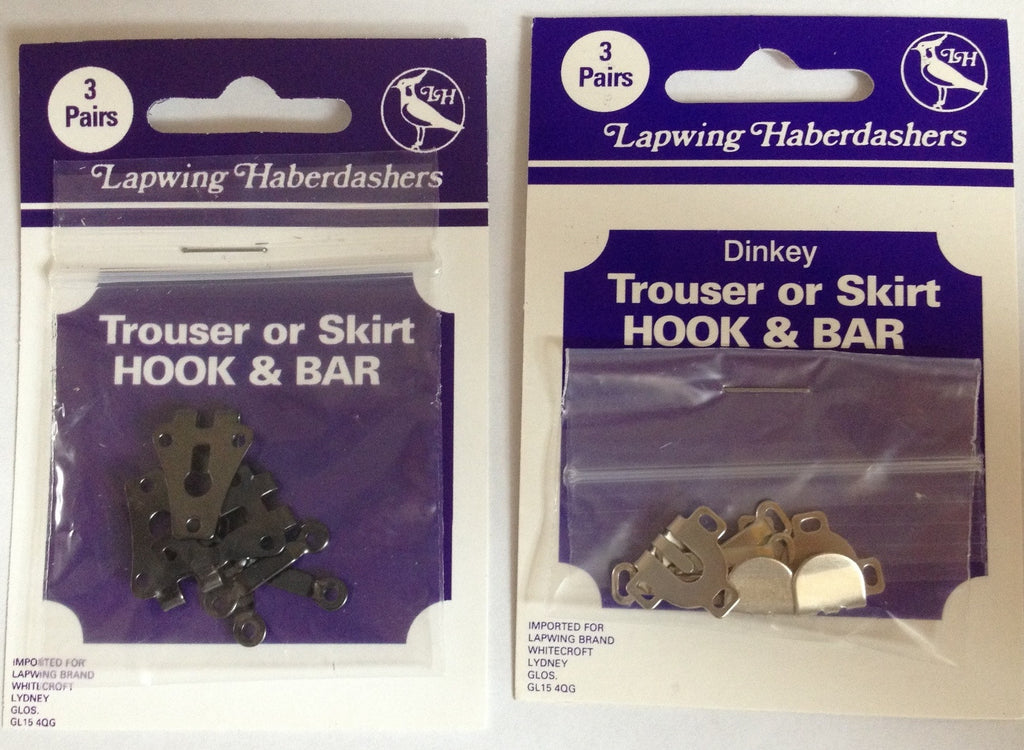 3
Pairs
LH
Lapwing Haberdashers
Trouser or Skirt
HOOK & BAR
IMPORTED FOR
LAPWING BRAND
WHITECROFT
LYDNEY
GLOS.
GL15 4QG
3
Pairs
LH
Lapwing Haberdashers
Dinkey
Trouser or Skirt
HOOK & BAR
IMPORTED FOR
LAPWING BRAND
WHITECROFT
LYDNEY
GLOS.
GL15 4QG